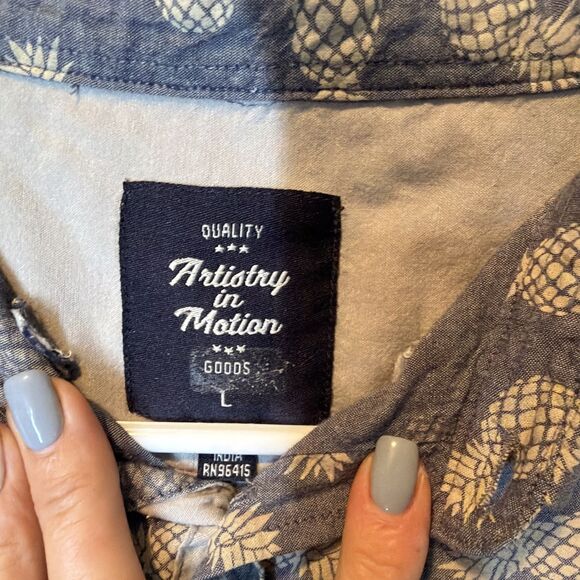 QUALITY
Artistry
in
Motion
GOODS
L
INDIA
RN96415